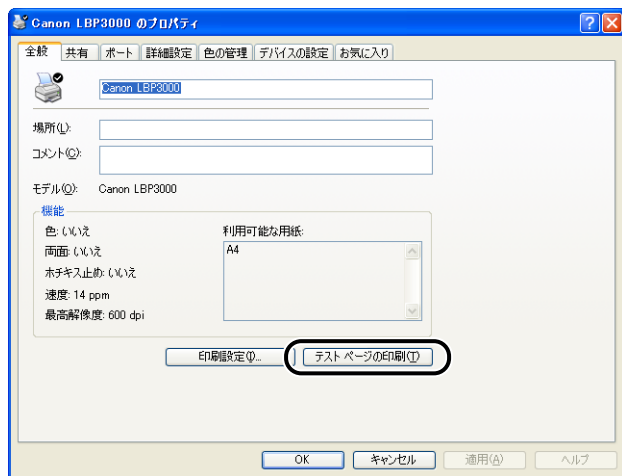 Canon LBP3000 のプロパティ
全般 共有 ポート 詳細設定 色の管理 デバイスの設定 お気に入り
Canon LBP3000
場所(L):
コメント(C):
モデル(O): Canon LBP3000
機能
色: いいえ 利用可能な用紙:
両面: いいえ A4
ホチキス止め: いいえ
速度: 14 ppm
最高解像度: 600 dpi
印刷設定(I)... テスト ページの印刷(T)
OK キャンセル 適用(A) ヘルプ